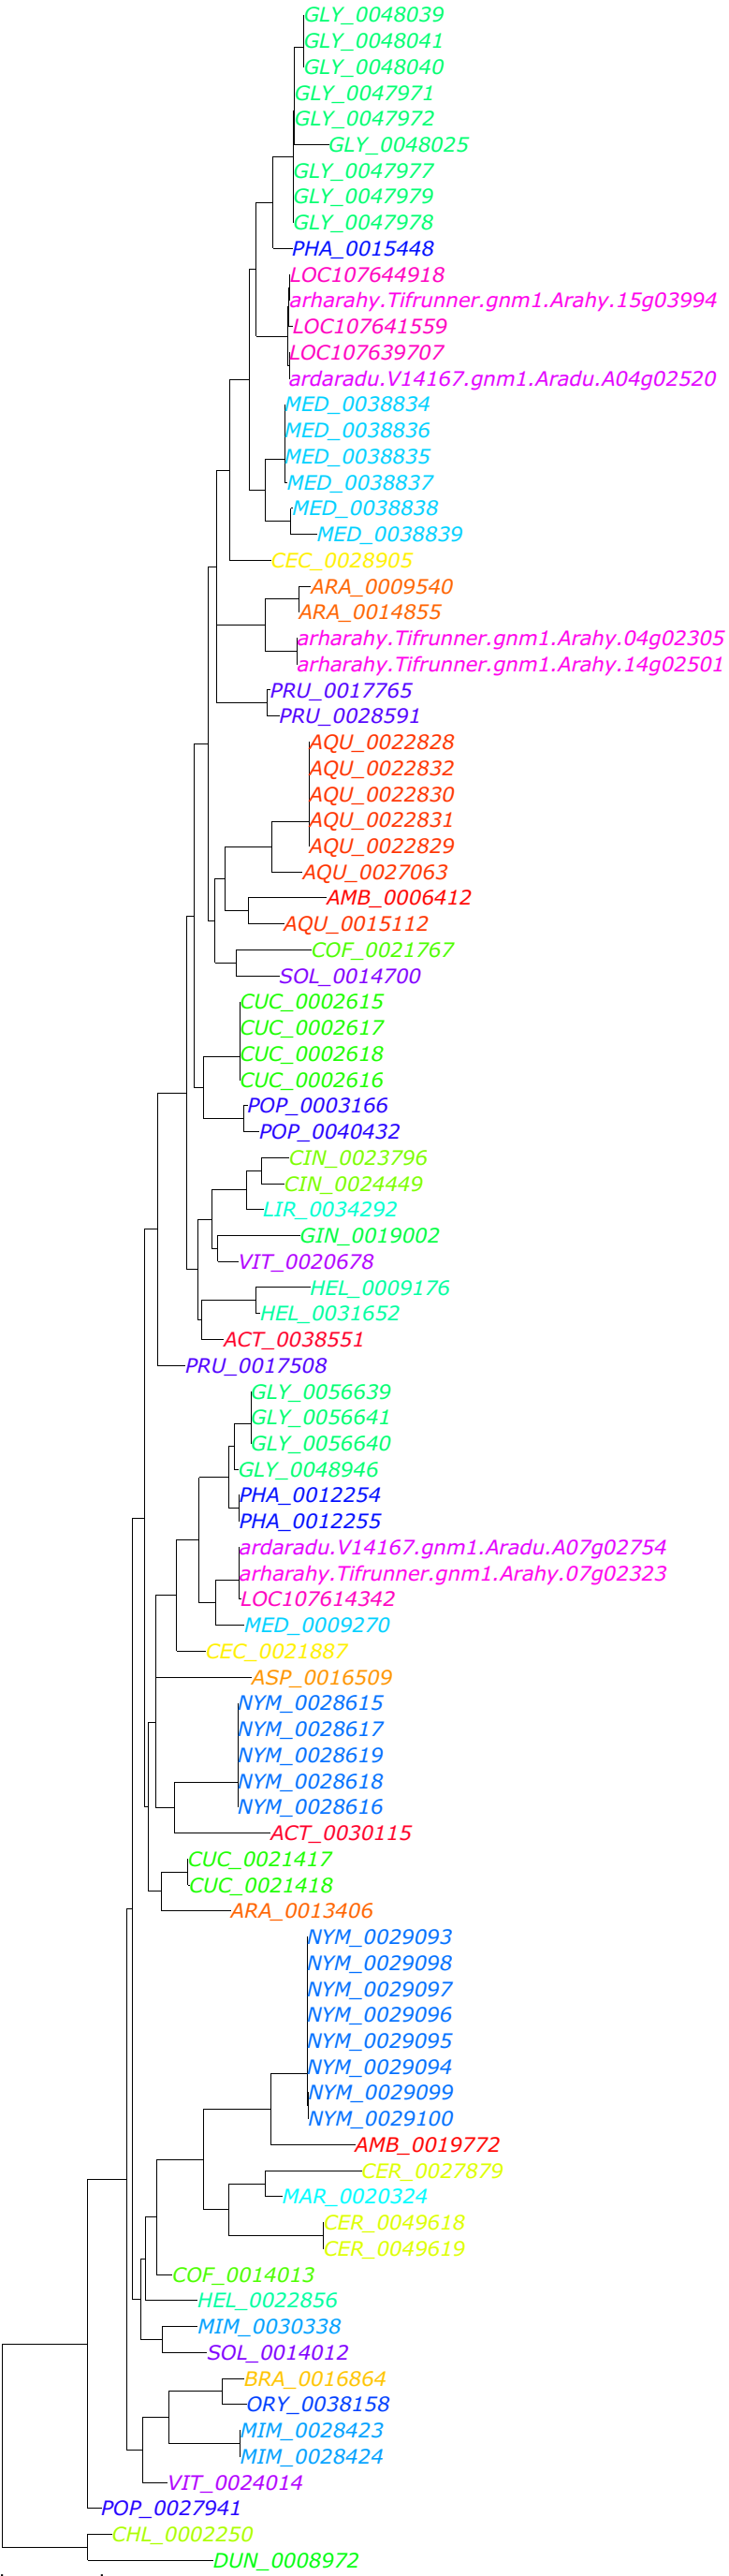 GLY_0048039
GLY_0048041
GLY_0048040
GLY_0047971
GLY_0047972
GLY_0048025
GLY_0047977
GLY_0047979
GLY_0047978
PHA_0015448
LOC107644918
arharahy.Tifrunner.gnm1.Arahy.15g03994
LOC107641559
LOC107639707
ardaradu.V14167.gnm1.Aradu.A04g02520
MED_0038834
MED_0038836
MED_0038835
MED_0038837
MED_0038838
MED_0038839
CEC_0028905
ARA_0009540
ARA_0014855
arharahy.Tifrunner.gnm1.Arahy.04g02305
arharahy.Tifrunner.gnm1.Arahy.14g02501
PRU_0017765
PRU_0028591
AQU_0022828
AQU_0022832
AQU_0022830
AQU_0022831
AQU_0022829
AQU_0027063
AMB_0006412
AQU_0015112
COF_0021767
SOL_0014700
CUC_0002615
CUC_0002617
CUC_0002618
CUC_0002616
POP_0003166
POP_0040432
CIN_0023796
CIN_0024449
LIR_0034292
GIN_0019002
VIT_0020678
HEL_0009176
HEL_0031652
ACT_0038551
PRU_0017508
GLY_0056639
GLY_0056641
GLY_0056640
GLY_0048946
PHA_0012254
PHA_0012255
ardaradu.V14167.gnm1.Aradu.A07g02754
arharahy.Tifrunner.gnm1.Arahy.07g02323
LOC107614342
MED_0009270
CEC_0021887
ASP_0016509
NYM_0028615
NYM_0028617
NYM_0028619
NYM_0028618
NYM_0028616
ACT_0030115
CUC_0021417
CUC_0021418
ARA_0013406
NYM_0029093
NYM_0029098
NYM_0029097
NYM_0029096
NYM_0029095
NYM_0029094
NYM_0029099
NYM_0029100
AMB_0019772
CER_0027879
MAR_0020324
CER_0049618
CER_0049619
COF_0014013
HEL_0022856
MIM_0030338
SOL_0014012
BRA_0016864
ORY_0038158
MIM_0028423
MIM_0028424
VIT_0024014
POP_0027941
CHL_0002250
DUN_0008972